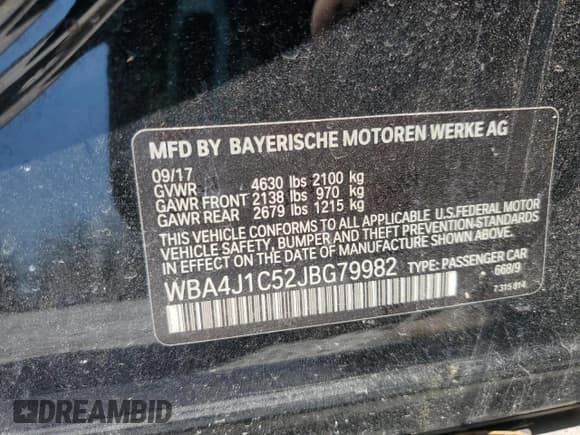 MFD BY BAYERISCHE MOTOREN WERKE AG
09/17
GVWR 4630 lbs 2100 kg
GAWR FRONT 2138 lbs 970 kg
GAWR REAR 2679 lbs 1215 kg
THIS VEHICLE CONFORMS TO ALL APPLICABLE U.S.FEDERAL MOTOR
VEHICLE SAFETY, BUMPER AND THEFT PREVENTION-STANDARDS
IN EFFECT ON THE DATE OF MANUFACTURE SHOWN ABOVE.
WBA4J1C52JBG79982 TYPE: PASSENGER CAR
668/9
7 315 814
DREAMBID